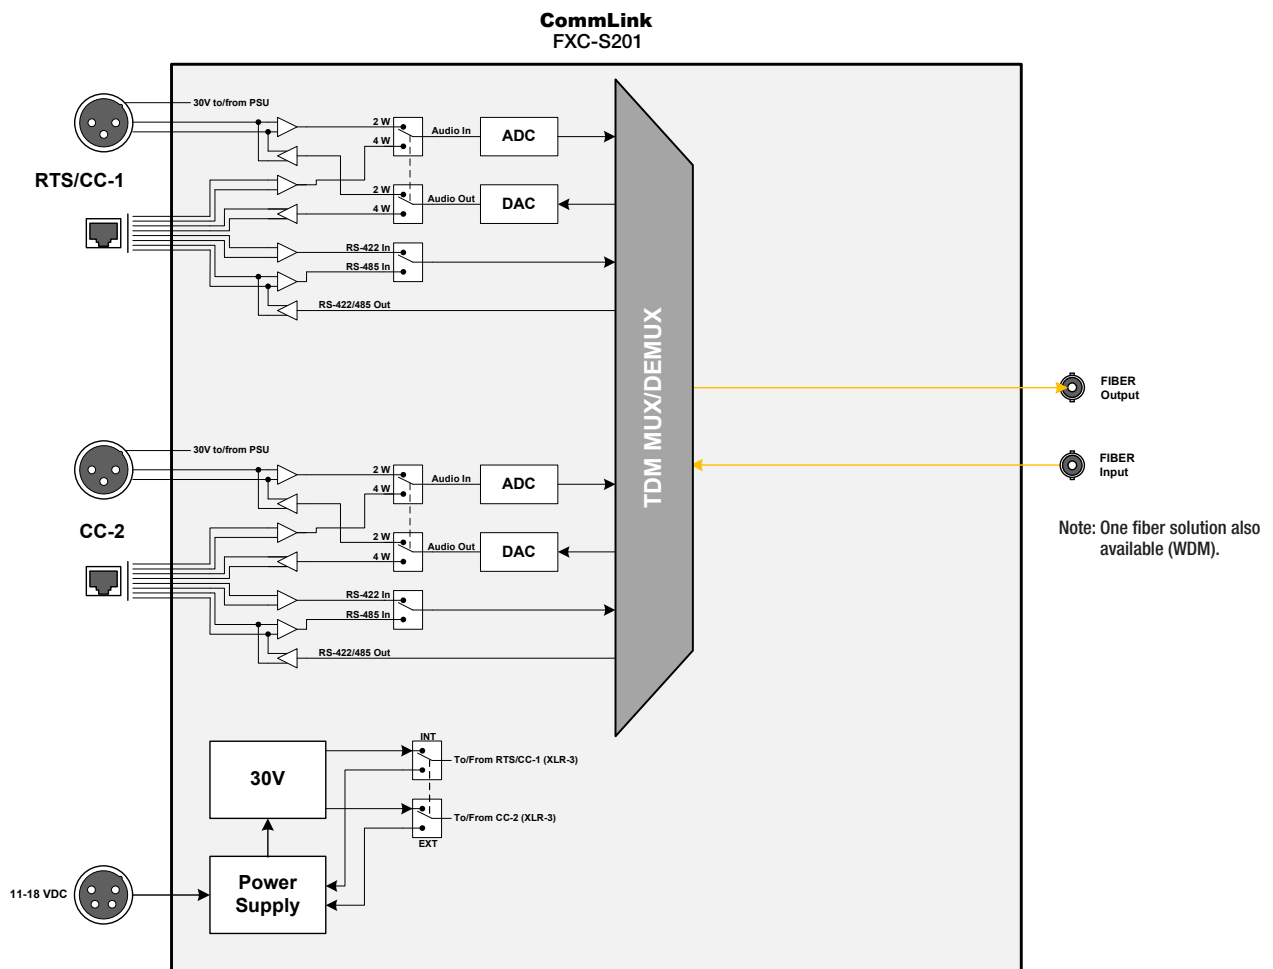 CommLink
FXC-S201
30V to/from PSU
RTS/CC-1
2 W
4 W
Audio In
ADC
2 W
4 W
Audio Out
DAC
RS-422 In
RS-485 In
RS-422/485 Out
TDM MUX/DEMUX
FIBER
Output
FIBER
Input
Note: One fiber solution also
available (WDM).
30V to/from PSU
CC-2
2 W
4 W
Audio In
ADC
2 W
4 W
Audio Out
DAC
RS-422 In
RS-485 In
RS-422/485 Out
30V
INT
To/From RTS/CC-1 (XLR-3)
To/From CC-2 (XLR-3)
EXT
11-18 VDC
Power
Supply